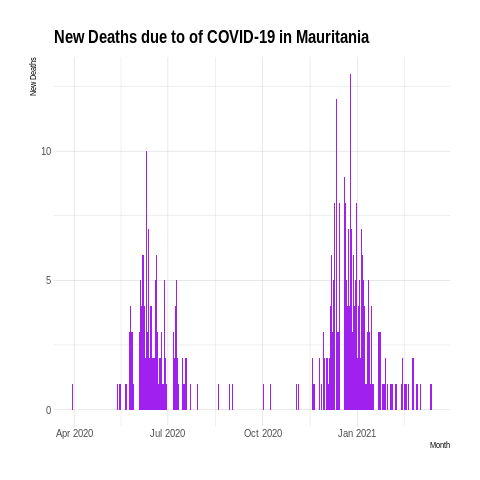 New Deaths due to of COVID-19 in Mauritania
New Deaths
10
5
0
Apr 2020 Jul 2020 Oct 2020 Jan 2021
Month